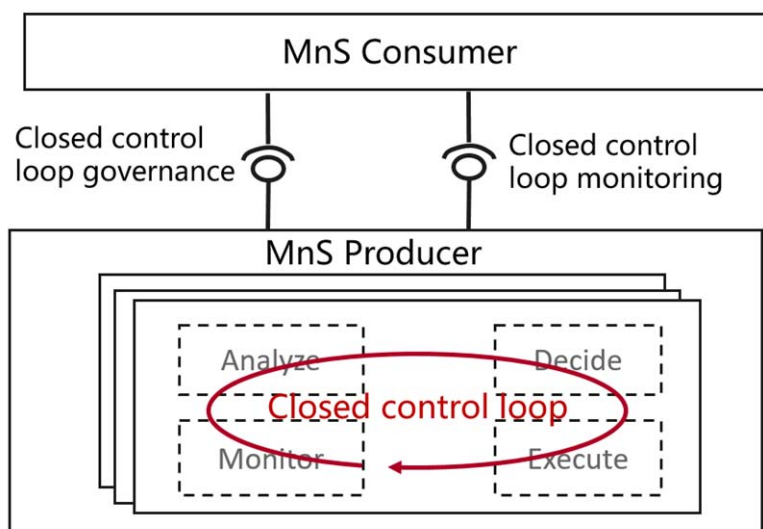 MnS Consumer
Closed control
loop governance
Closed control
loop monitoring
MnS Producer
Analyze
Decide
Closed control loop
Monitor
Execute